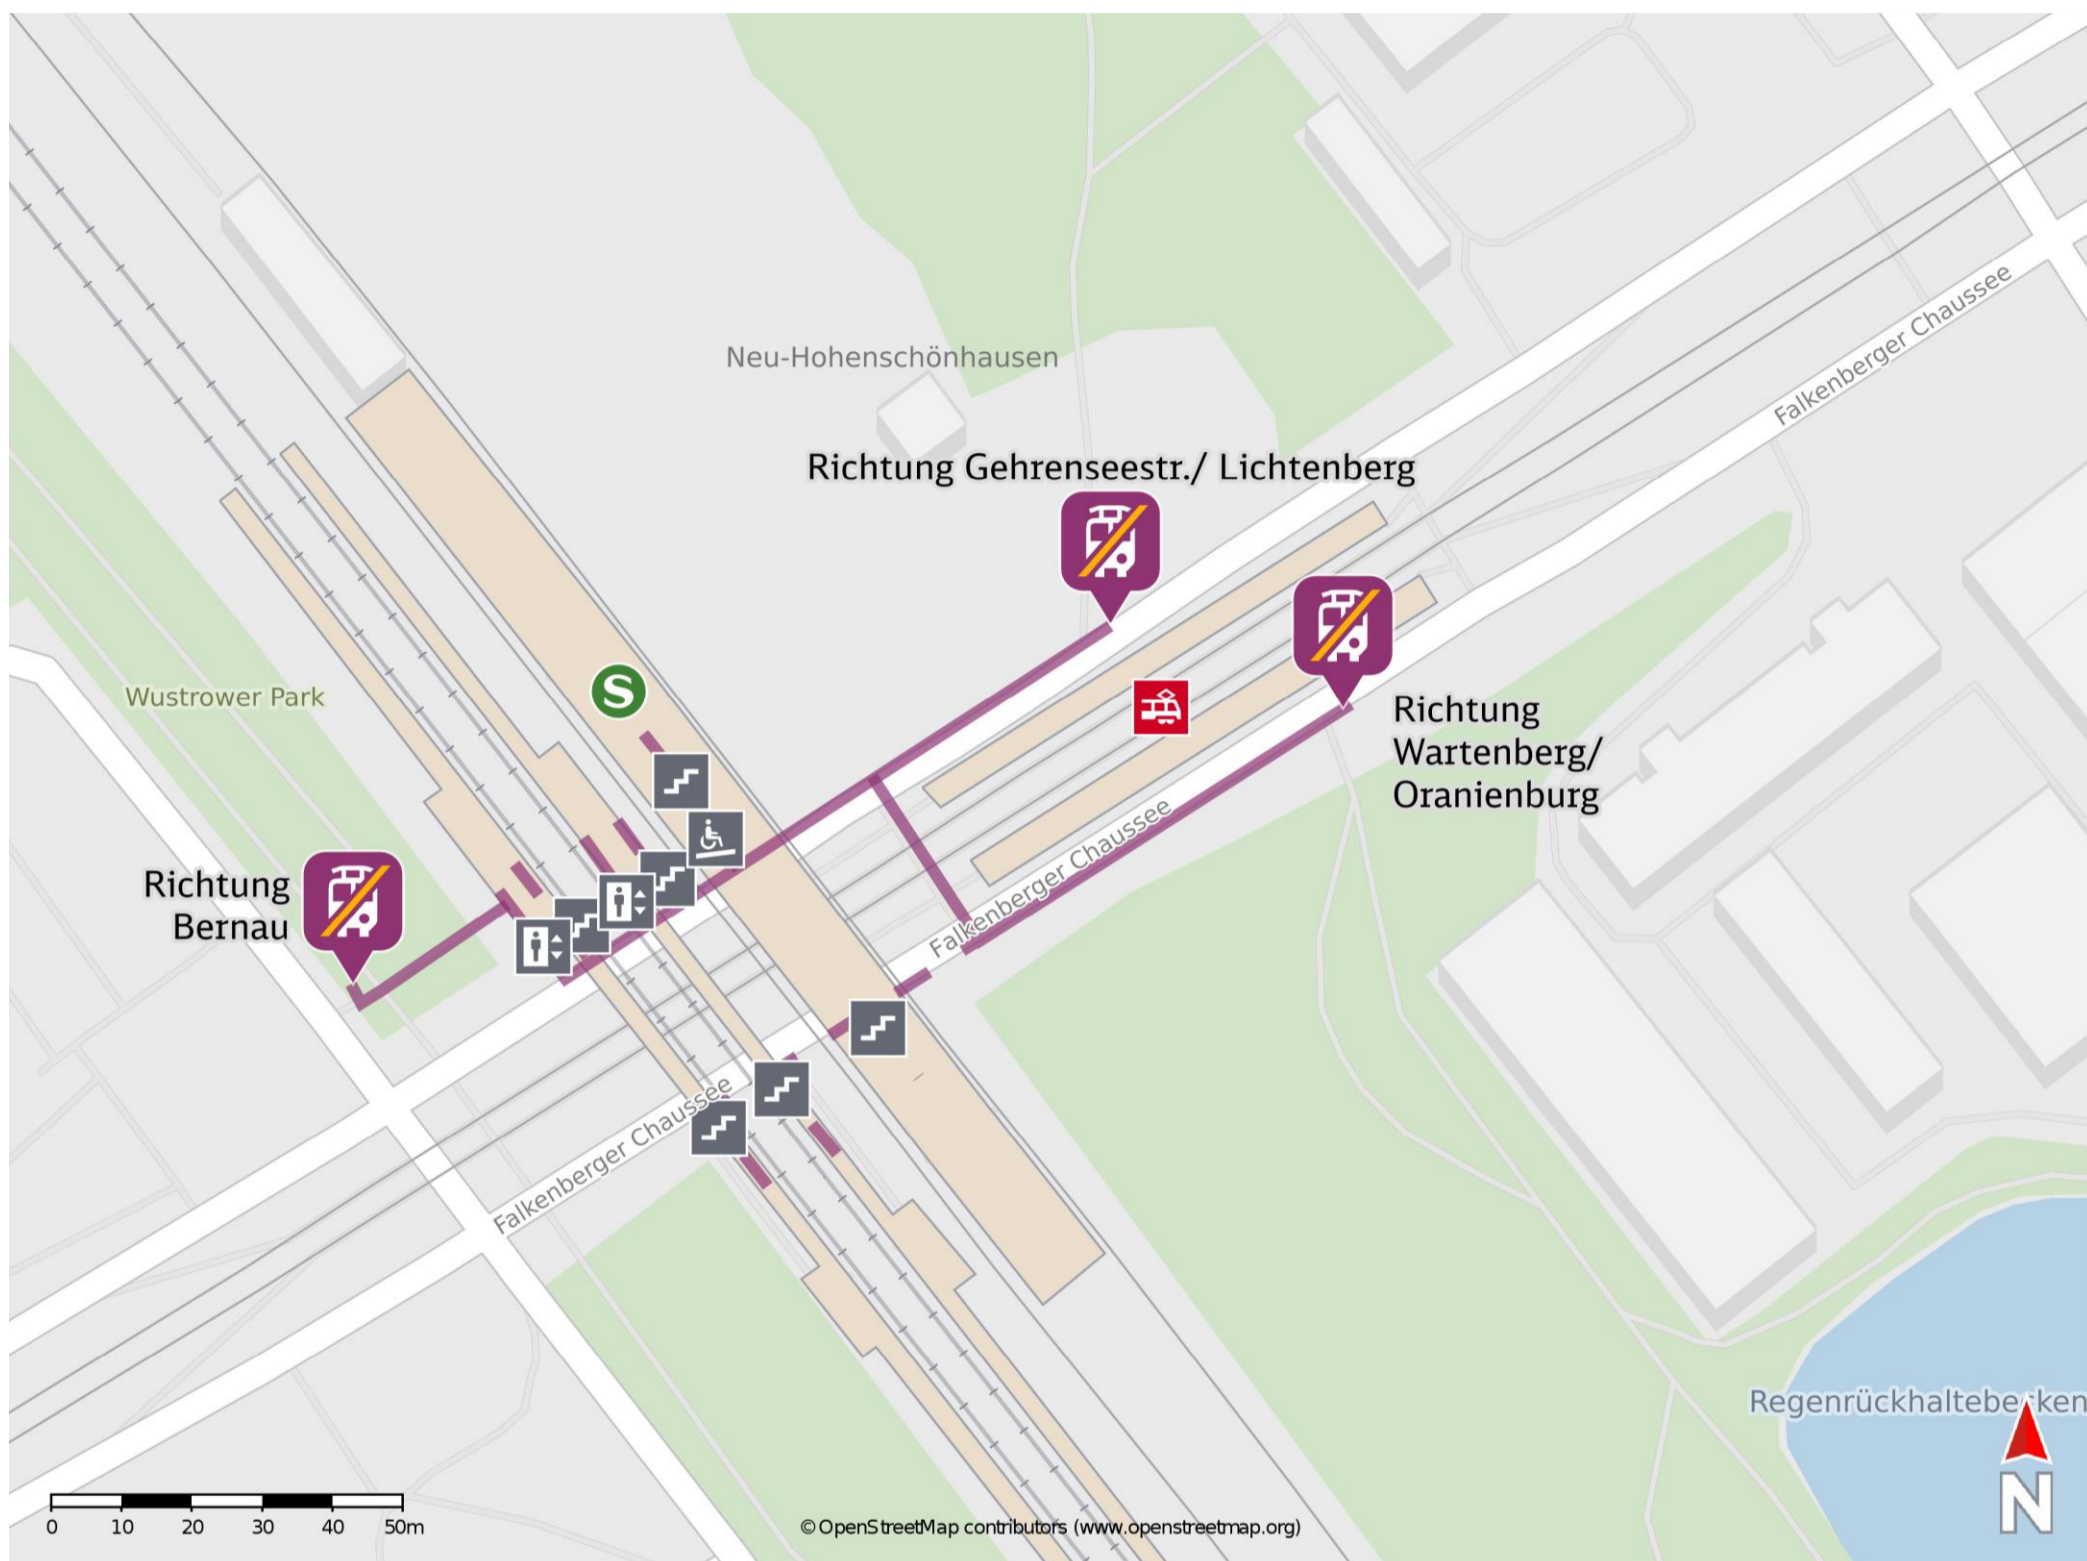 Falkenberger Chaussee
Neu-Hohenschönhausen
Richtung Gehrenseestr./ Lichtenberg
S
Wustrower Park
Richtung
Wartenberg/
Oranienburg
Falkenberger Chaussee
Richtung
Bernau
Falkenberger Chaussee
Regenrückhaltebecken
N
0 10 20 30 40 50m
© OpenStreetMap contributors (www.openstreetmap.org)